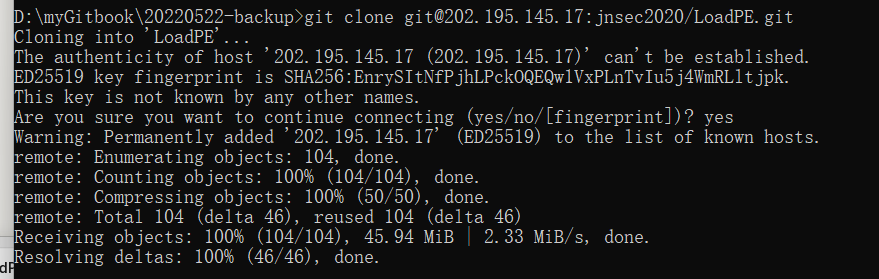 D:\myGitbook\20220522-backup>git clone git@202.195.145.17:jnsec2020/LoadPE.git
Cloning into 'LoadPE'...
The authenticity of host '202.195.145.17 (202.195.145.17)' can't be established.
ED25519 key fingerprint is SHA256:EnrySItNfPjhLPckOQEQw1VxPLnTvIu5j4WmRLltjpk.
This key is not known by any other names.
Are you sure you want to continue connecting (yes/no/[fingerprint])? yes
Warning: Permanently added '202.195.145.17' (ED25519) to the list of known hosts.
remote: Enumerating objects: 104, done.
remote: Counting objects: 100% (104/104), done.
remote: Compressing objects: 100% (50/50), done.
remote: Total 104 (delta 46), reused 104 (delta 46)
Receiving objects: 100% (104/104), 45.94 MiB | 2.33 MiB/s, done.
Resolving deltas: 100% (46/46), done.